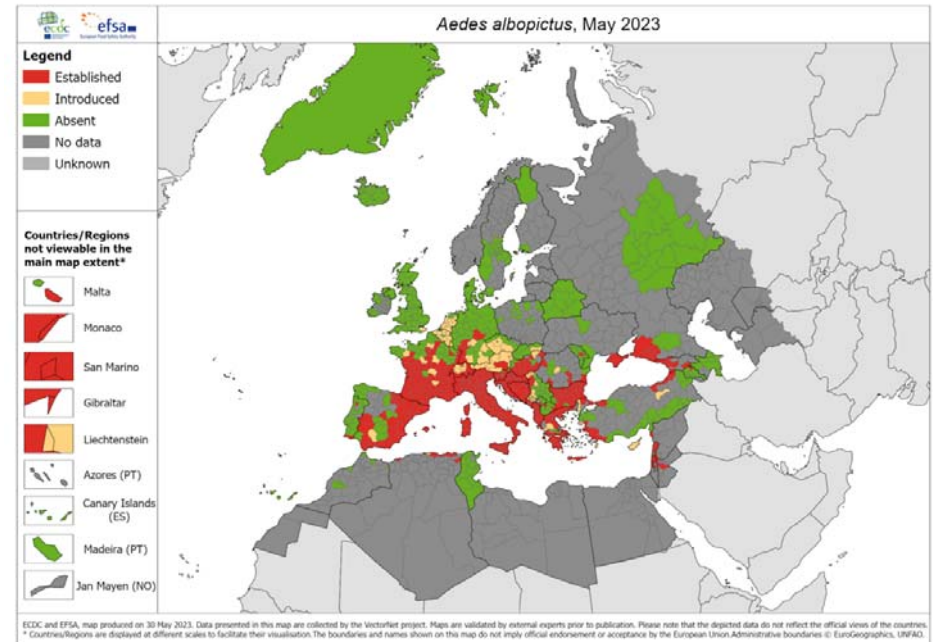 ecdc efsa
European Food Safety Authority
Aedes albopictus, May 2023
Legend
Established
Introduced
Absent
No data
Unknown
Countries/Regions
not viewable in the
main map extent*
Malta
Monaco
San Marino
Gibraltar
Liechtenstein
Azores (PT)
Canary Islands
(ES)
Madeira (PT)
Jan Mayen (NO)
ECDC and EFSA, map produced on 30 May 2023. Data presented in this map are collected by the VectorNet project. Maps are validated by external experts prior to publication. Please note that the depicted data do not reflect the official views of the countries.
* Countries/Regions are displayed at different scales to facilitate their visualisation. The boundaries and names shown on this map do not imply official endorsement or acceptance by the European Union. Administrative boundaries © EuroGeographics, UNFAO.